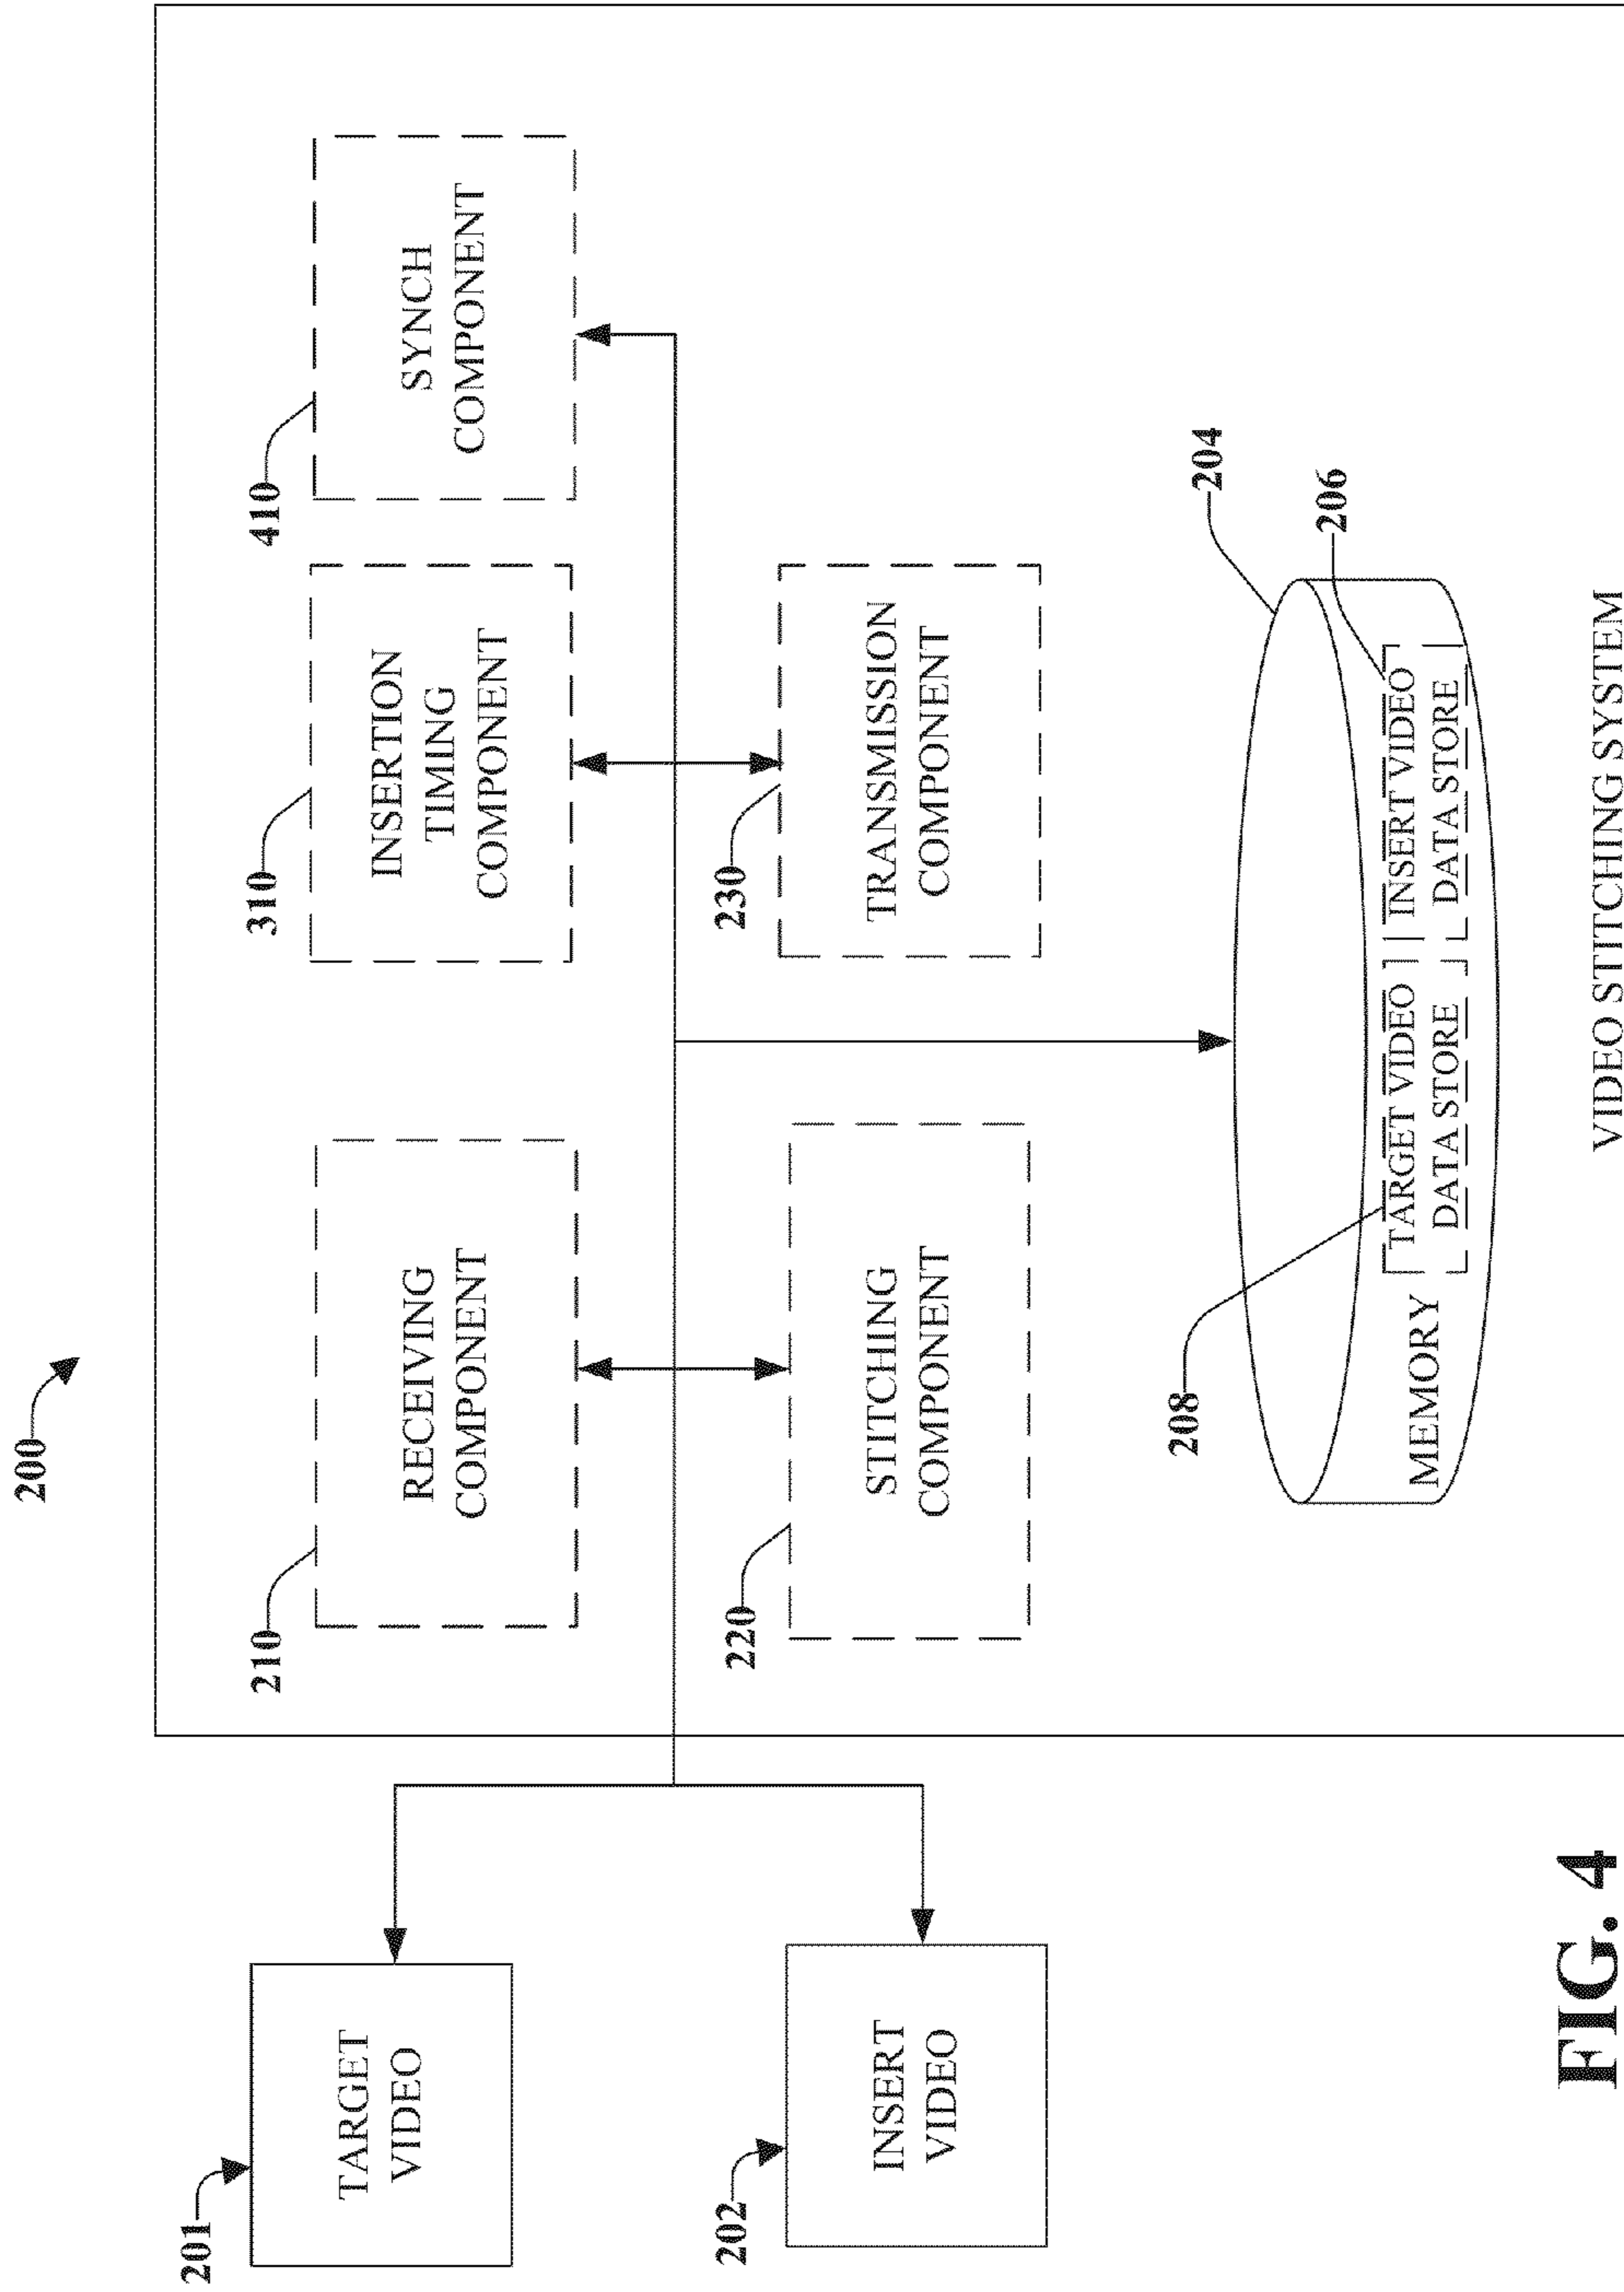 200
201
TARGET
VIDEO
202
INSERT
VIDEO
210
RECEIVING
COMPONENT
310
INSERTION
TIMING
COMPONENT
410
SYNCH
COMPONENT
220
STITCHING
COMPONENT
230
TRANSMISSION
COMPONENT
204
206
208
MEMORY
TARGET VIDEO
DATA STORE
INSERT VIDEO
DATA STORE
VIDEO STITCHING SYSTEM
FIG. 4